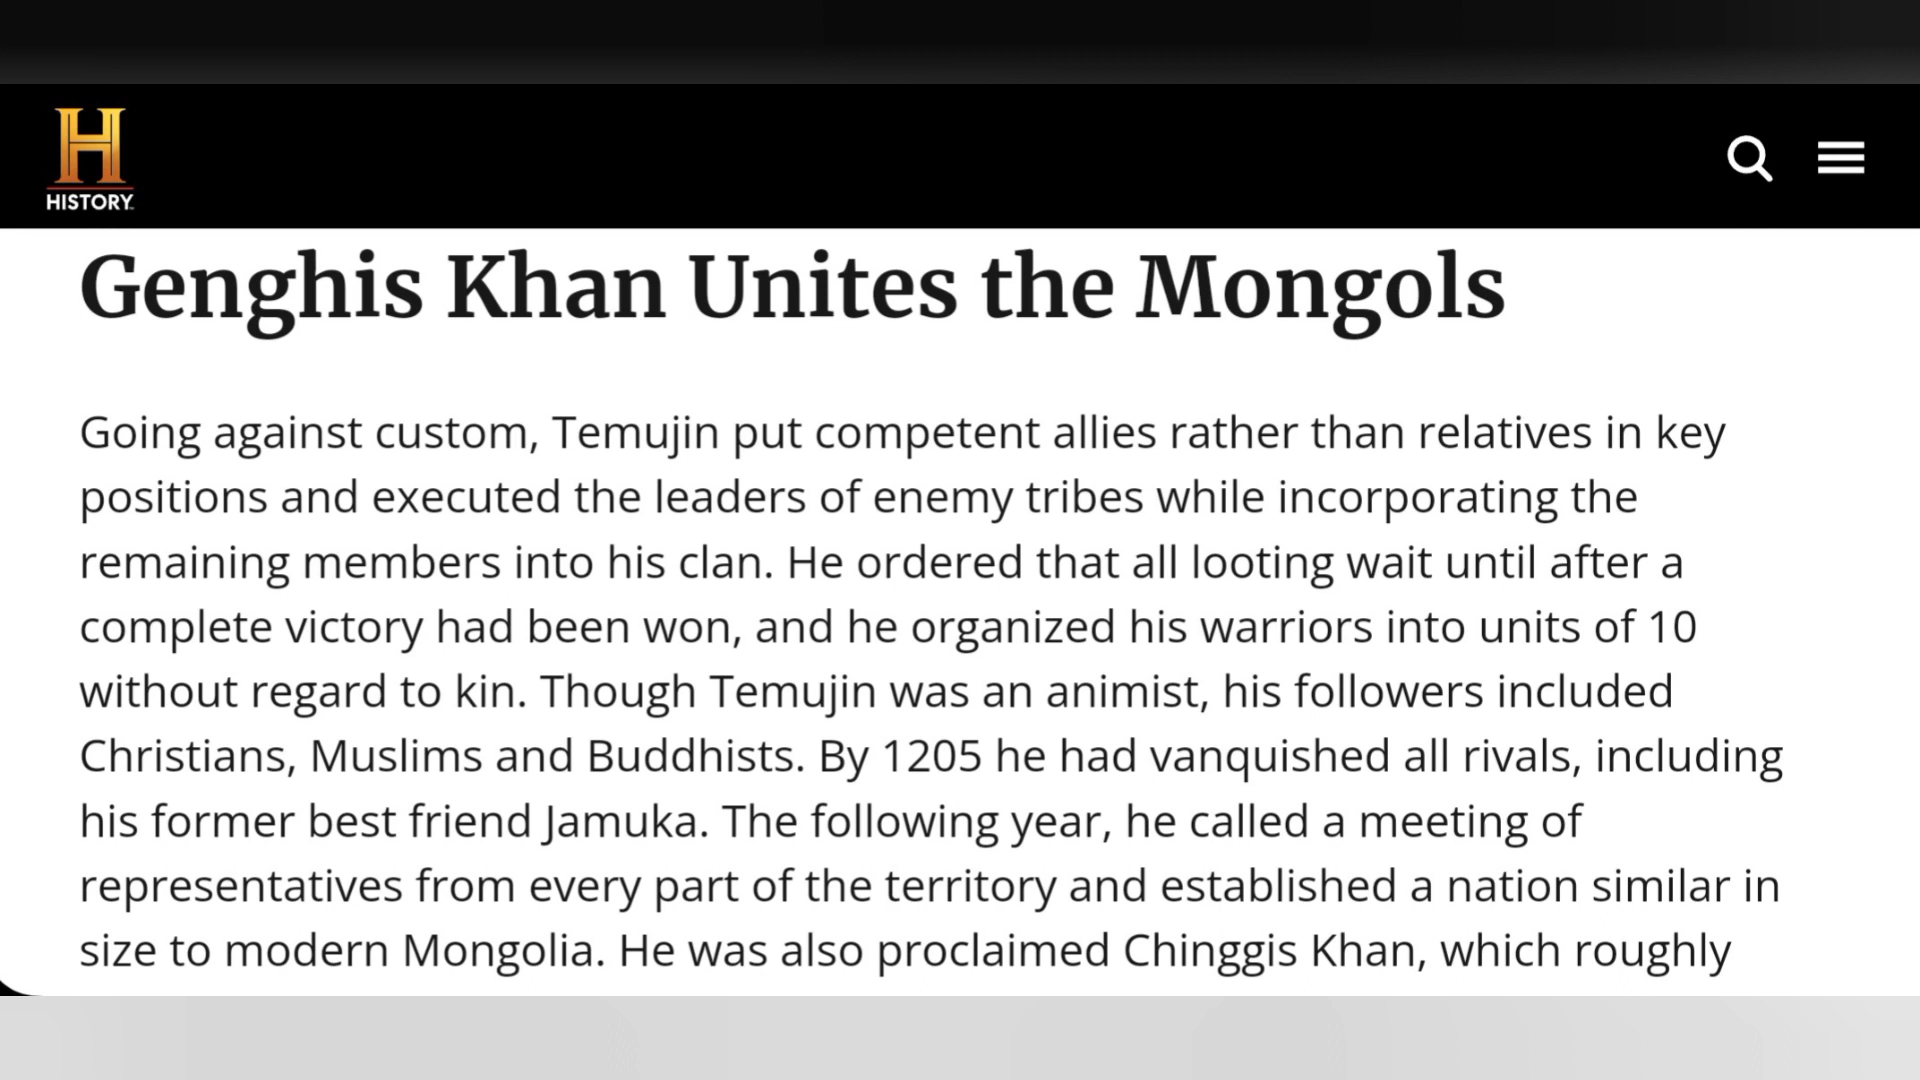 H
HISTORY
Genghis Khan Unites the Mongols
Going against custom, Temujin put competent allies rather than relatives in key
positions and executed the leaders of enemy tribes while incorporating the
remaining members into his clan. He ordered that all looting wait until after a
complete victory had been won, and he organized his warriors into units of 10
without regard to kin. Though Temujin was an animist, his followers included
Christians, Muslims and Buddhists. By 1205 he had vanquished all rivals, including
his former best friend Jamuka. The following year, he called a meeting of
representatives from every part of the territory and established a nation similar in
size to modern Mongolia. He was also proclaimed Chinggis Khan, which roughly